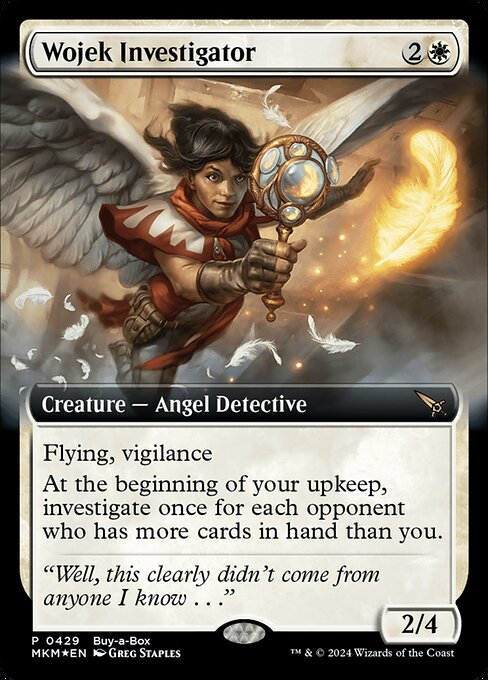 Wojek Investigator 2
Creature — Angel Detective
Flying, vigilance
At the beginning of your upkeep,
investigate once for each opponent
who has more cards in hand than you.
“Well, this clearly didn’t come from
anyone I know . . .”
2/4
P 0429 Buy-a-Box
MKM★EN Greg Staples ™ & © 2024 Wizards of the Coast